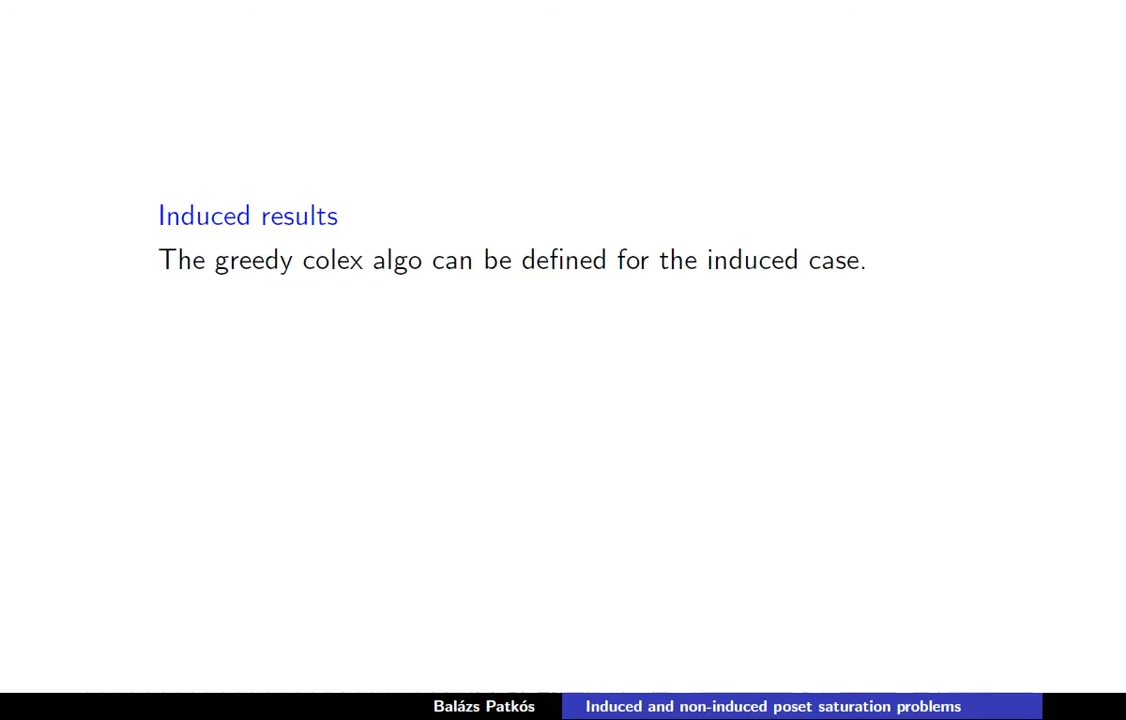 Induced results
The greedy colex algo can be defined for the induced case.
Balázs Patkós
Induced and non-induced poset saturation problems